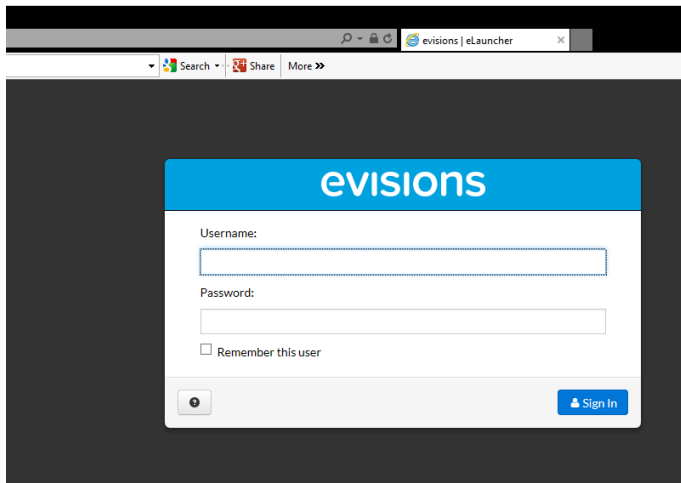 evisions | eLauncher
Search Share More »
evisions
Username:
Password:
Remember this user
Sign In